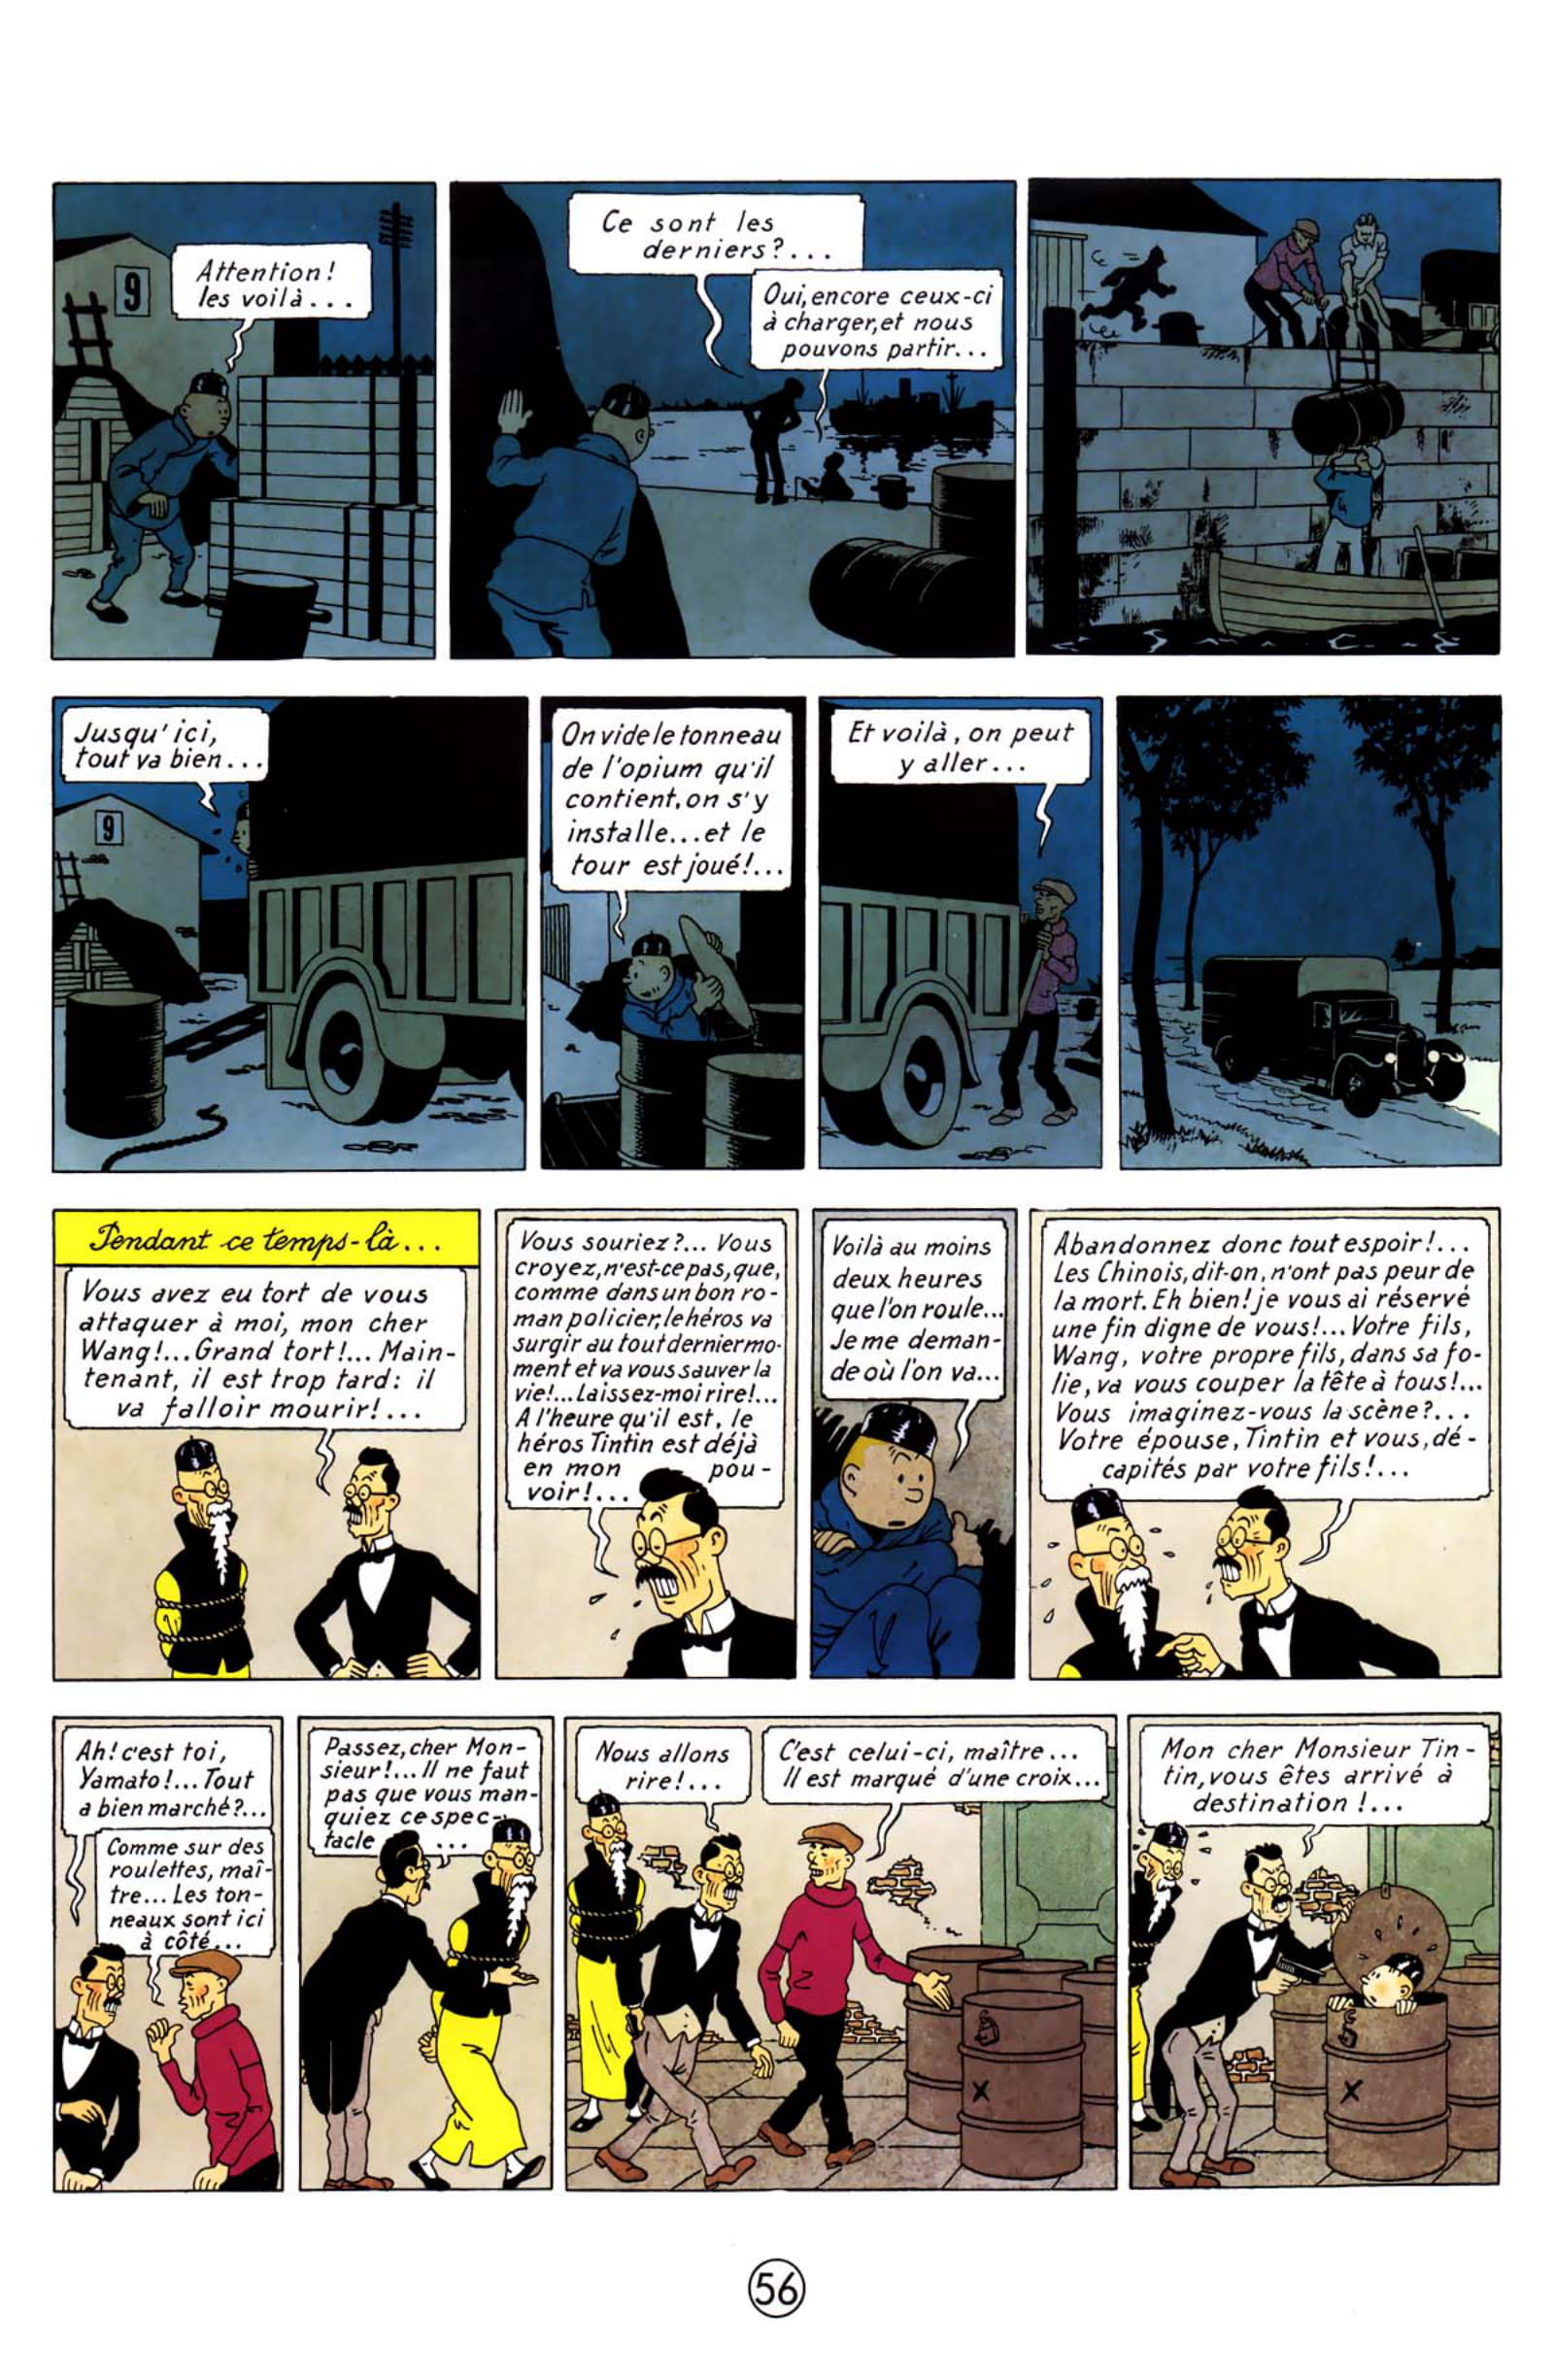 9
Attention!
les voilà...
Ce sont les
derniers?...
Oui, encore ceux-ci
à charger, et nous
pouvons partir...
Jusqu'ici,
tout va bien...
9
On vide le tonneau
de l'opium qu'il
contient, on s'y
installe...et le
tour est joué!...
Et voilà, on peut
y aller...
Pendant ce temps-là...
Vous avez eu tort de vous
attaquer à moi, mon cher
Wang!...Grand tort!... Main-
tenant, il est trop tard: il
va falloir mourir!...
Vous souriez?... Vous
croyez, n'est-ce pas, que,
comme dans un bon ro-
man policier, le héros va
surgir au tout dernier mo-
ment et va vous sauver la
vie!...Laissez-moi rire!...
A l'heure qu'il est, le
héros Tintin est déjà
en mon pou-
voir!...
Voilà au moins
deux heures
que l'on roule...
Je me deman-
de où l'on va...
Abandonnez donc tout espoir!...
Les Chinois, dit-on, n'ont pas peur de
la mort. Eh bien! je vous ai réservé
une fin digne de vous!... Votre fils,
Wang, votre propre fils, dans sa fo-
lie, va vous couper la tête à tous!...
Vous imaginez-vous la scène?...
Votre épouse, Tintin et vous, dé-
capités par votre fils!...
Ah! c'est toi,
Yamato!... Tout
a bien marché?...
Comme sur des
roulettes, maî-
tre... Les ton-
neaux sont ici
à côté...
Passez, cher Mon-
sieur!... Il ne faut
pas que vous man-
quiez ce spec-
tacle ...
Nous allons
rire!...
C'est celui-ci, maître...
Il est marqué d'une croix...
X
Mon cher Monsieur Tin-
tin, vous êtes arrivé à
destination!...
X
56